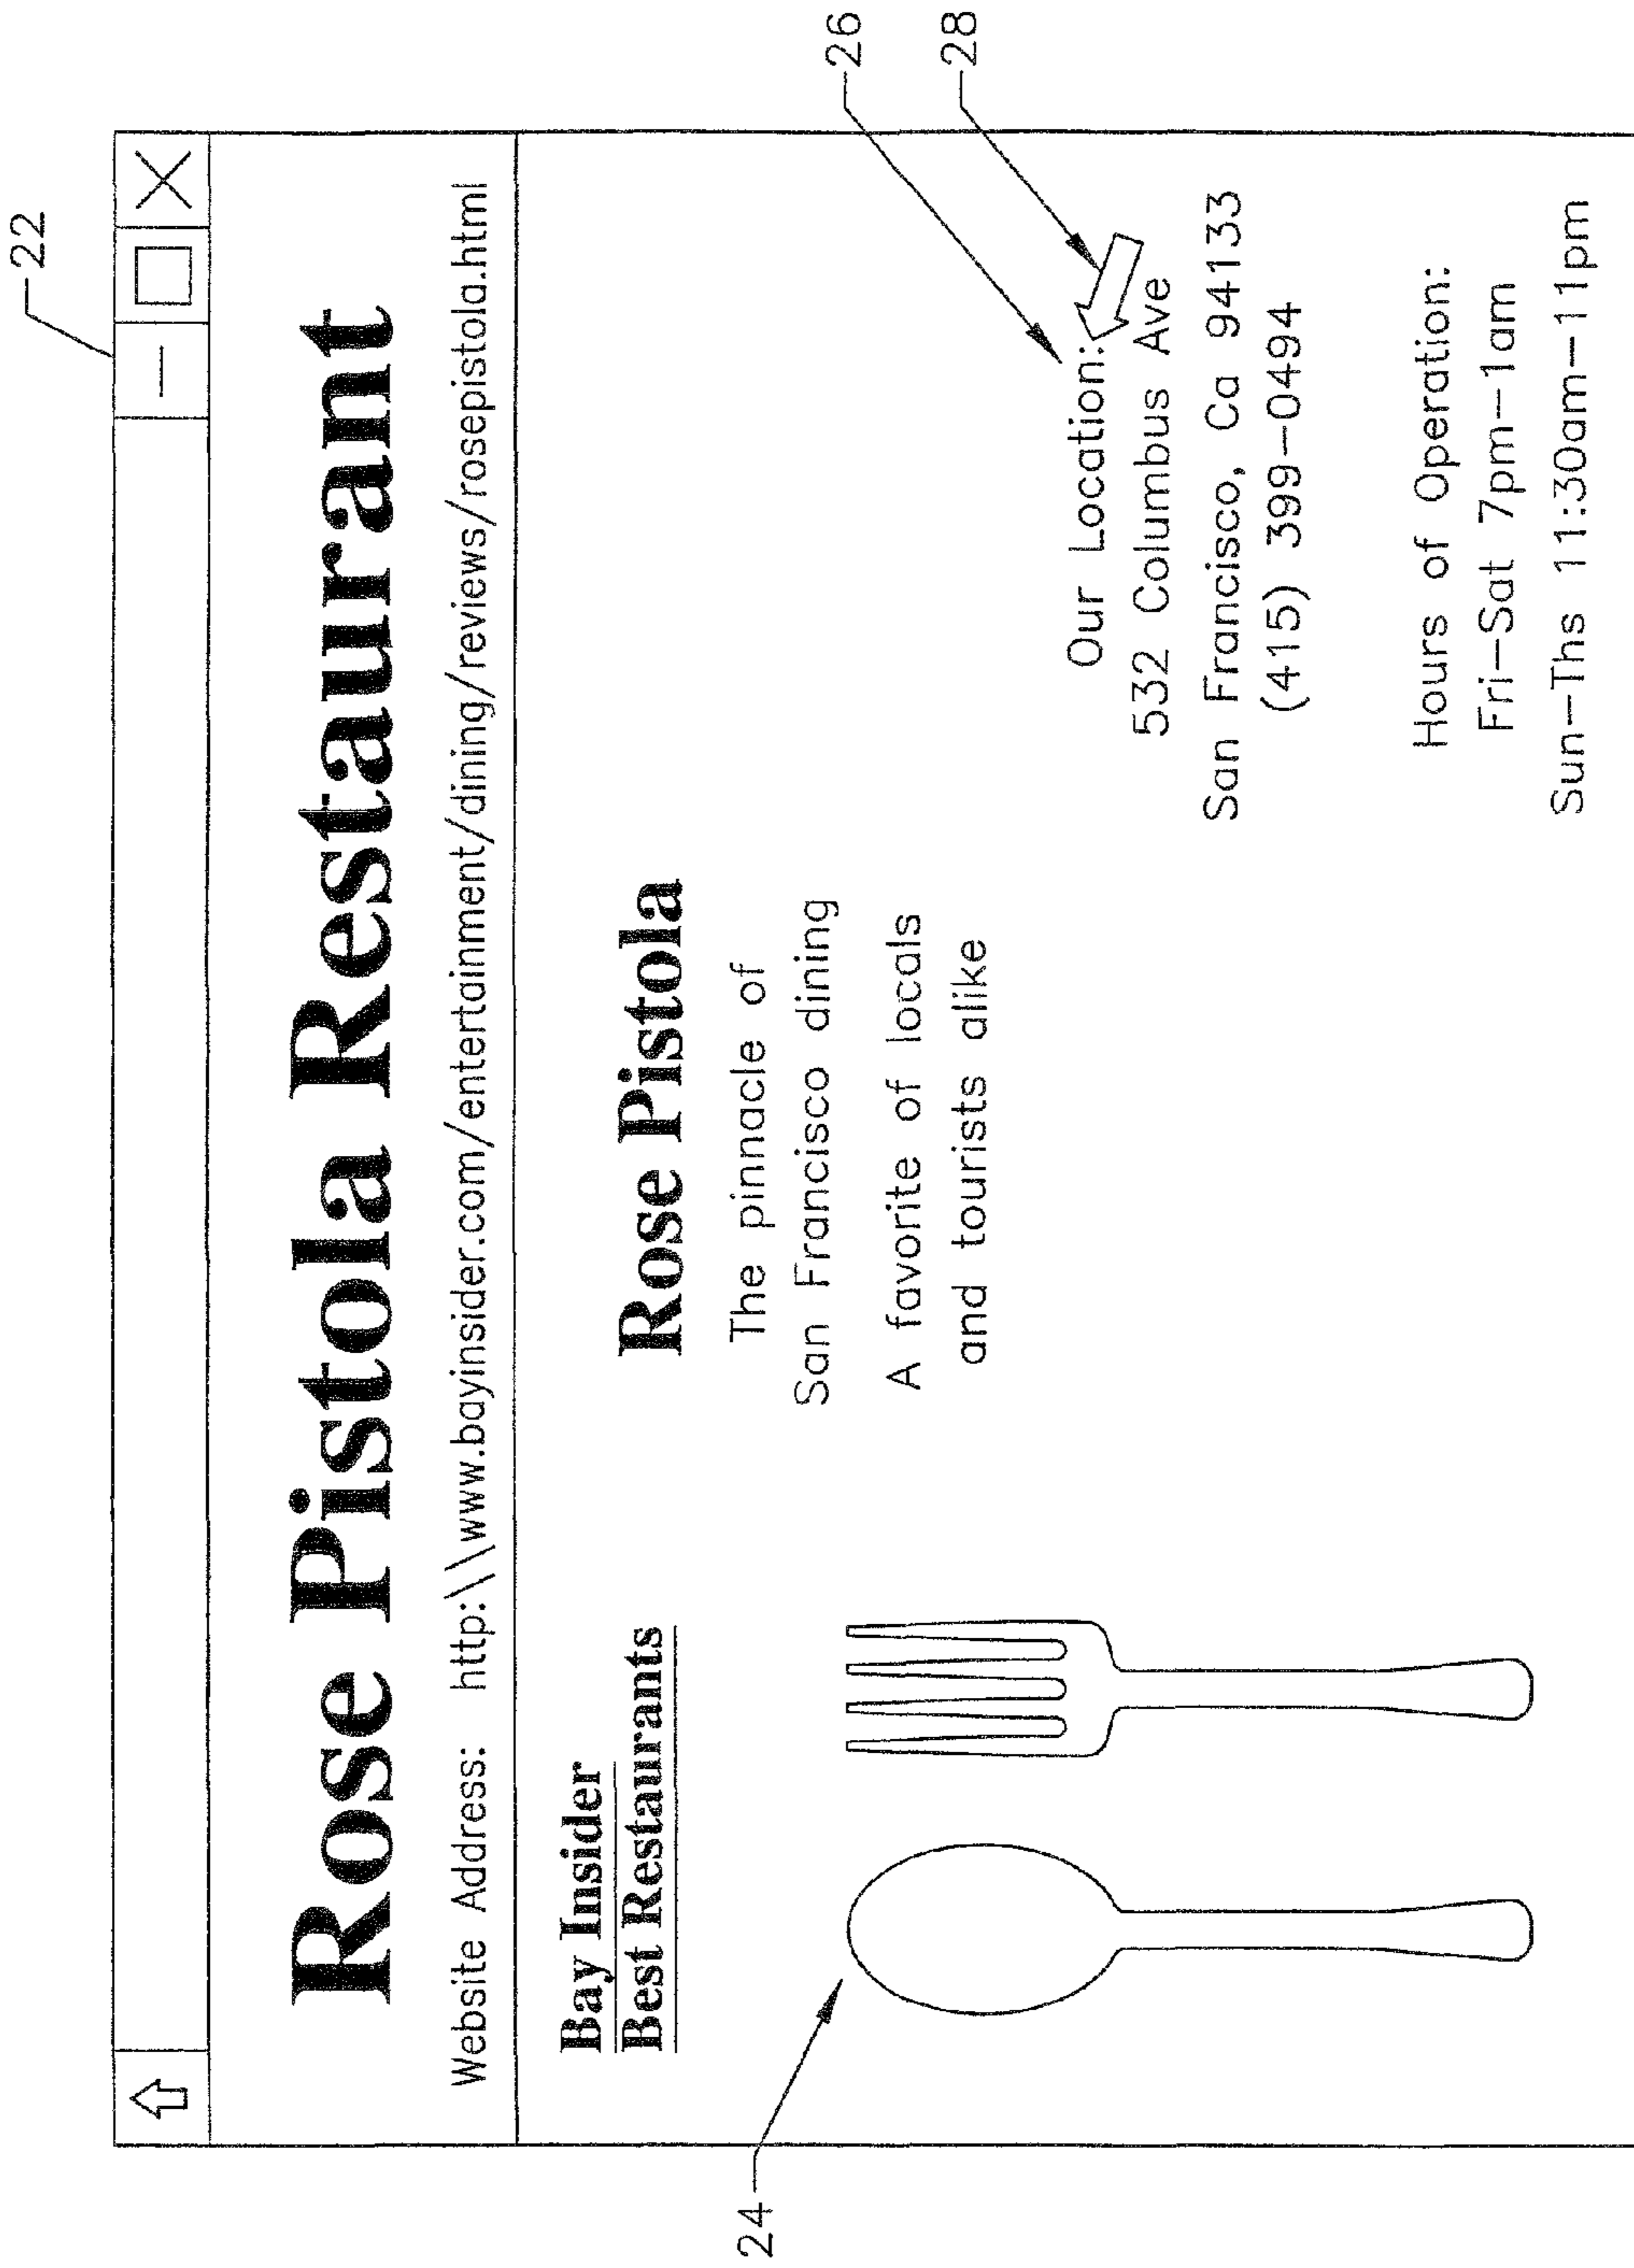 22
Rose Pistola Restaurant
Website Address: http:\\www.bayinsider.com/entertainment/dining/reviews/rosepistola.html
Bay Insider
Best Restaurants
24
Rose Pistola
The pinnacle of
San Francisco dining
A favorite of locals
and tourists alike
26
28
Our Location:
532 Columbus Ave
San Francisco, Ca 94133
(415) 399-0494
Hours of Operation:
Fri-Sat 7pm-1am
Sun-Ths 11:30am-11pm